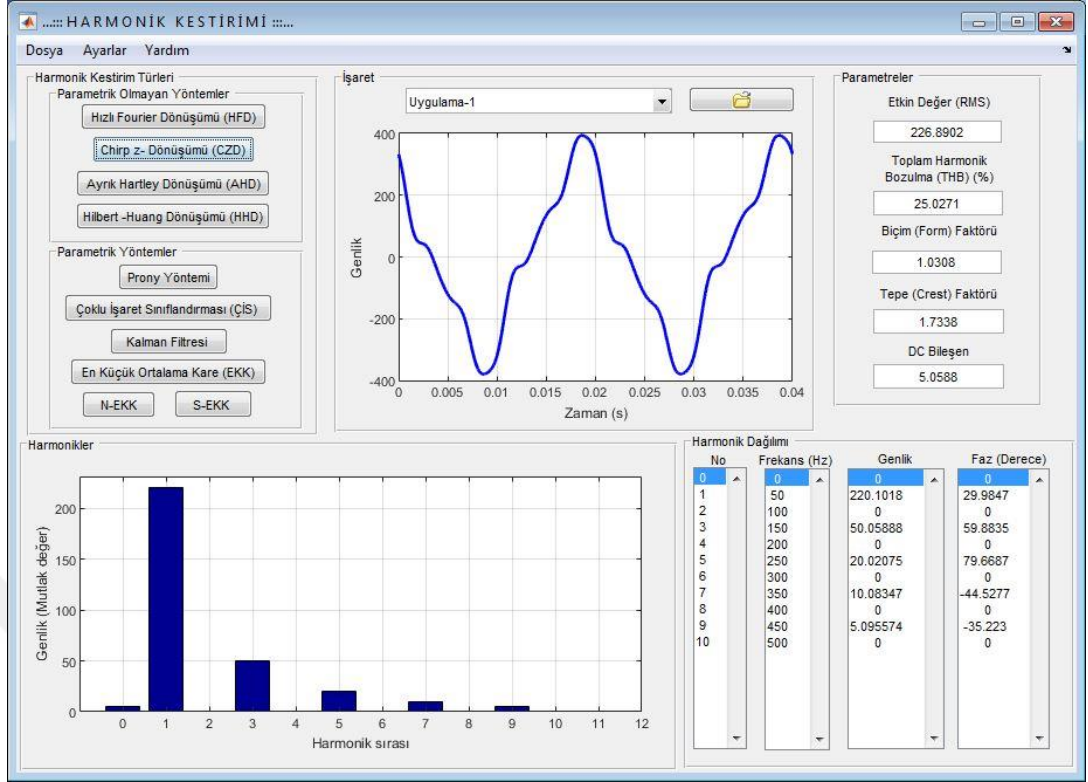 ...::: H A R M O N İ K   K E S T İ R İ M İ :::...
Dosya Ayarlar Yardım
Harmonik Kestirim Türleri
Parametrik Olmayan Yöntemler
Hızlı Fourier Dönüşümü (HFD)
Chirp z- Dönüşümü (CZD)
Ayrık Hartley Dönüşümü (AHD)
Hilbert -Huang Dönüşümü (HHD)
Parametrik Yöntemler
Prony Yöntemi
Çoklu İşaret Sınıflandırması (ÇİS)
Kalman Filtresi
En Küçük Ortalama Kare (EKK)
N-EKK S-EKK
İşaret
Uygulama-1
400
200
0
-200
-400
Genlik
0 0.005 0.01 0.015 0.02 0.025 0.03 0.035 0.04
Zaman (s)
Parametreler
Etkin Değer (RMS)
226.8902
Toplam Harmonik
Bozulma (THB) (%)
25.0271
Biçim (Form) Faktörü
1.0308
Tepe (Crest) Faktörü
1.7338
DC Bileşen
5.0588
Harmonikler
200
150
100
50
0
Genlik (Mutlak değer)
0 1 2 3 4 5 6 7 8 9 10 11 12
Harmonik sırası
Harmonik Dağılımı
No Frekans (Hz) Genlik Faz (Derece)
0 0 0 0
1 50 220.1018 29.9847
2 100 0 0
3 150 50.05888 59.8835
4 200 0 0
5 250 20.02075 79.6687
6 300 0 0
7 350 10.08347 -44.5277
8 400 0 0
9 450 5.095574 -35.223
10 500 0 0